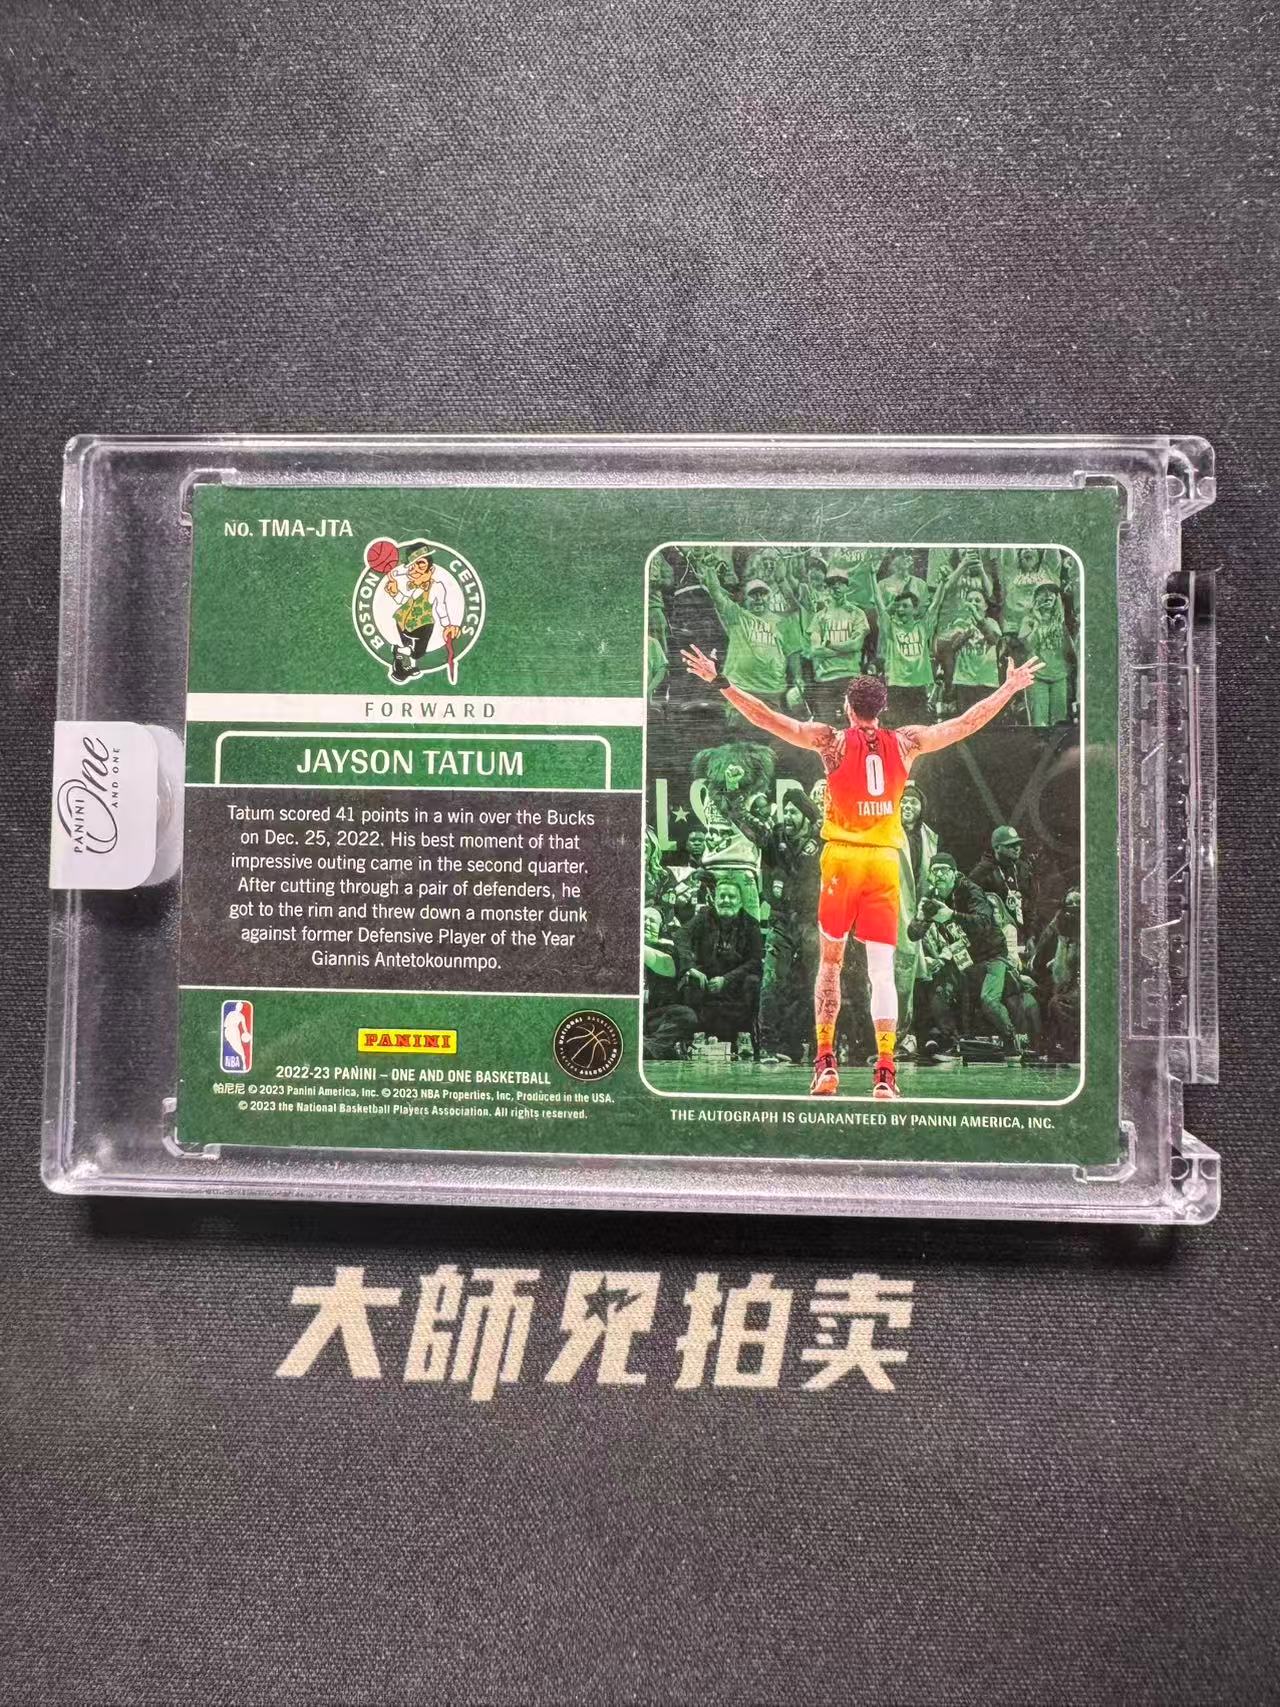 NO. TMA-JTA
BOSTON CELTICS
FORWARD
JAYSON TATUM
Tatum scored 41 points in a win over the Bucks
on Dec. 25, 2022. His best moment of that
impressive outing came in the second quarter.
After cutting through a pair of defenders, he
got to the rim and threw down a monster dunk
against former Defensive Player of the Year
Giannis Antetokounmpo.
NBA
PANINI
NATIONAL BASKETBALL PLAYERS ASSOCIATION
2022-23 PANINI – ONE AND ONE BASKETBALL
帕尼尼 © 2023 Panini America, Inc. © 2023 NBA Properties, Inc. Produced in the USA.
© 2023 the National Basketball Players Association. All rights reserved.
0
TATUM
THE AUTOGRAPH IS GUARANTEED BY PANINI AMERICA, INC.
PANINI
One
AND ONE
大師兄拍卖